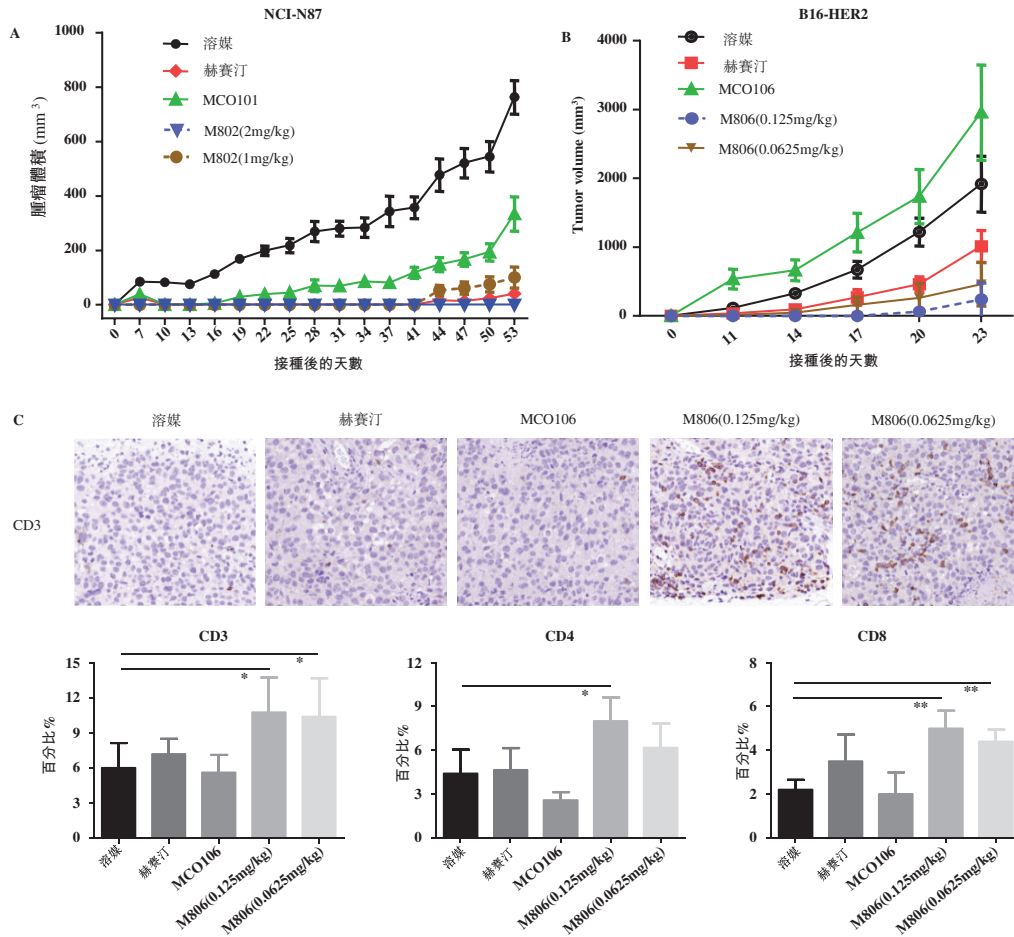 NCI-N87
A
1000
800
600
400
200
0
腫瘤體積 (mm³)
溶媒
赫賽汀
MCO101
M802(2mg/kg)
M802(1mg/kg)
0 7 10 13 16 19 22 25 28 31 34 37 41 44 47 50 53
接種後的天數
B16-HER2
B
4000
3000
2000
1000
0
Tumor volume (mm³)
溶媒
赫賽汀
MCO106
M806(0.125mg/kg)
M806(0.0625mg/kg)
0 11 14 17 20 23
接種後的天數
C
溶媒 赫賽汀 MCO106 M806(0.125mg/kg) M806(0.0625mg/kg)
CD3
CD3
15
12
9
6
3
0
百分比%
*
*
溶媒 赫賽汀 MCO106 M806(0.125mg/kg) M806(0.0625mg/kg)
CD4
12
9
6
3
0
百分比%
*
溶媒 赫賽汀 MCO106 M806(0.125mg/kg) M806(0.0625mg/kg)
CD8
8
6
4
2
0
百分比%
**
**
溶媒 赫賽汀 MCO106 M806(0.125mg/kg) M806(0.0625mg/kg)